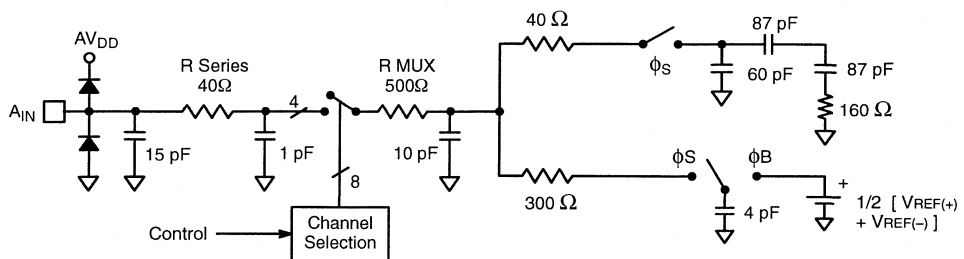 AVDD
AIN
R Series
40Ω
15 pF
1 pF
4
8
Control
Channel
Selection
R MUX
500Ω
10 pF
40 Ω
ϕS
60 pF
87 pF
87 pF
160 Ω
300 Ω
ϕS
ϕB
4 pF
+
1/2 [ VREF(+)
+ VREF(–) ]